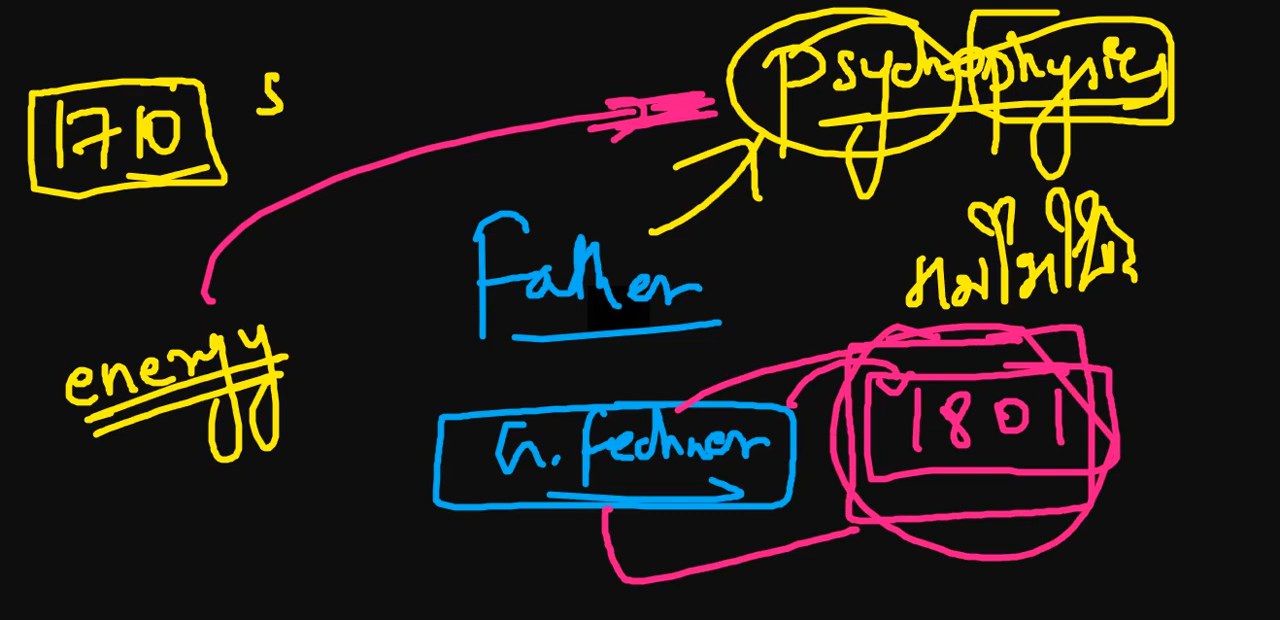 1710 s
psychophysics
Father
energy
G. fechner
1801